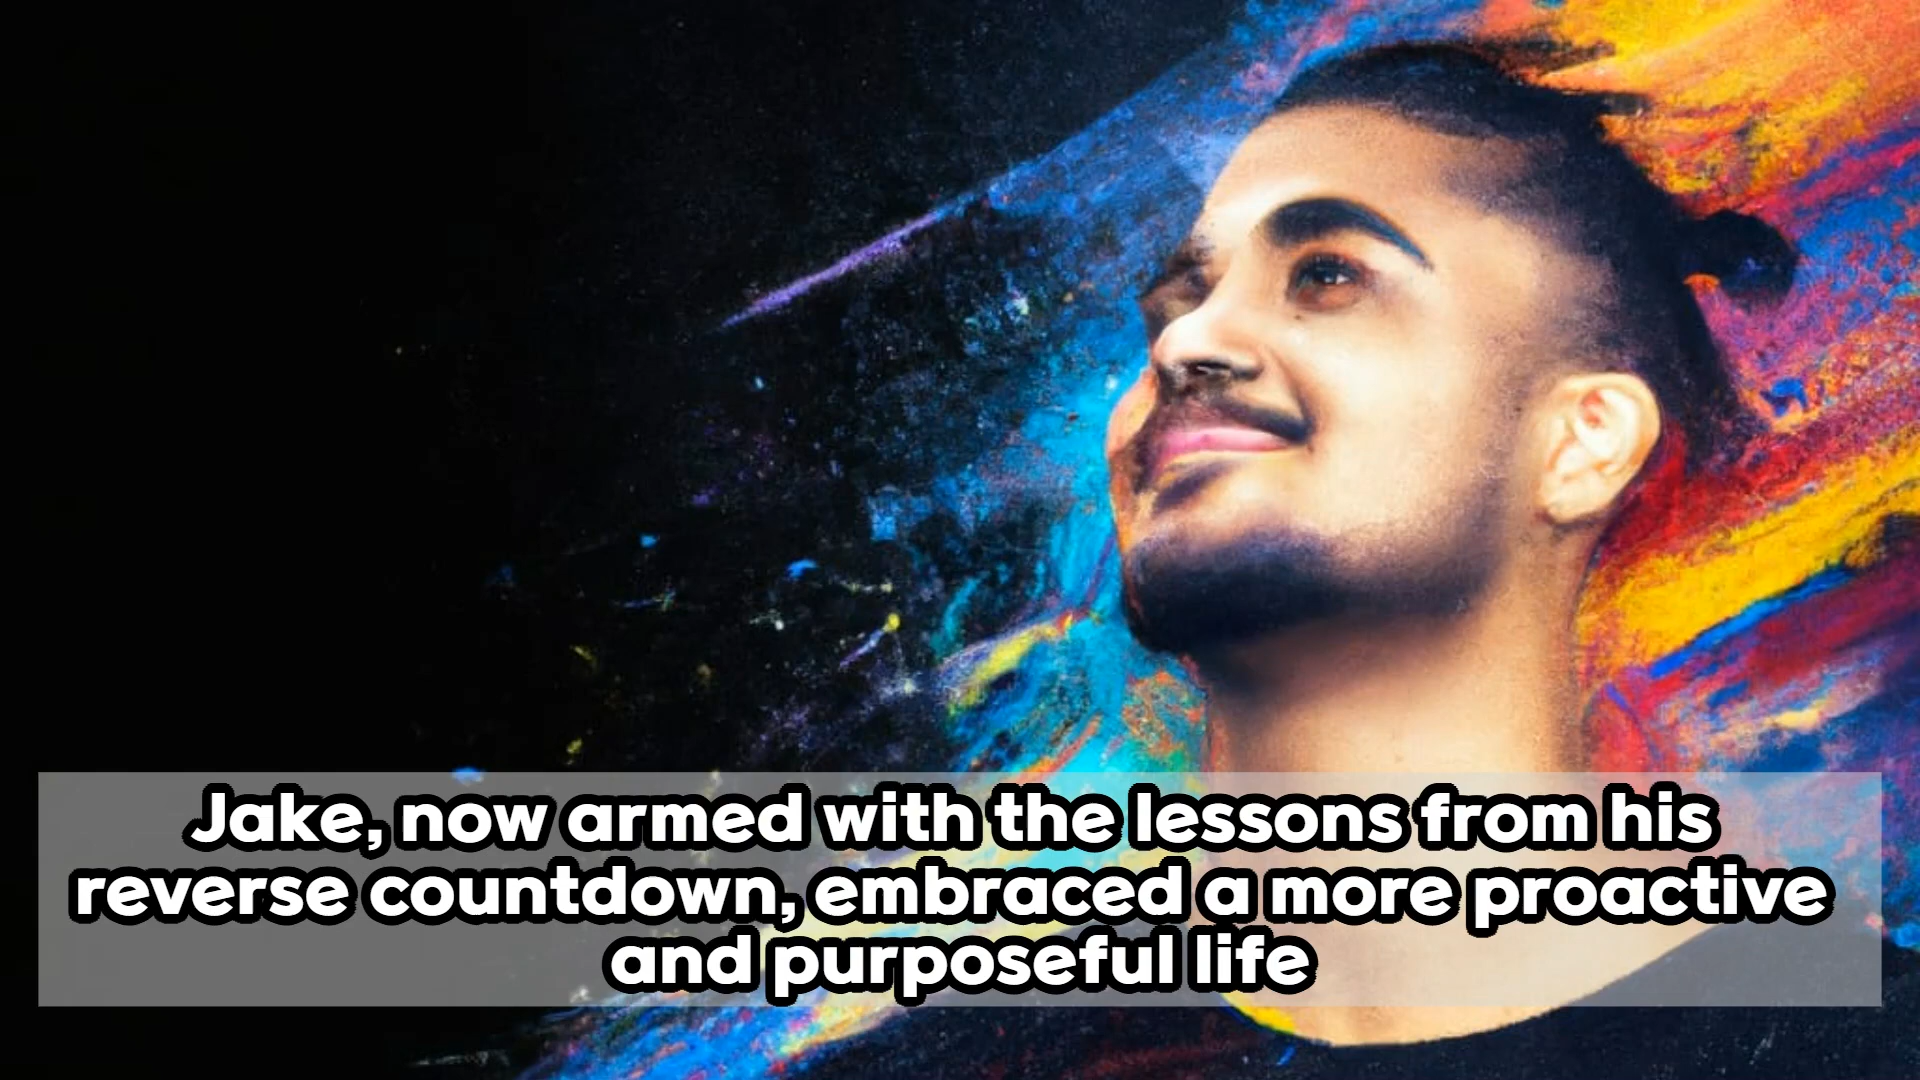 Jake, now armed with the lessons from his
reverse countdown, embraced a more proactive
and purposeful life